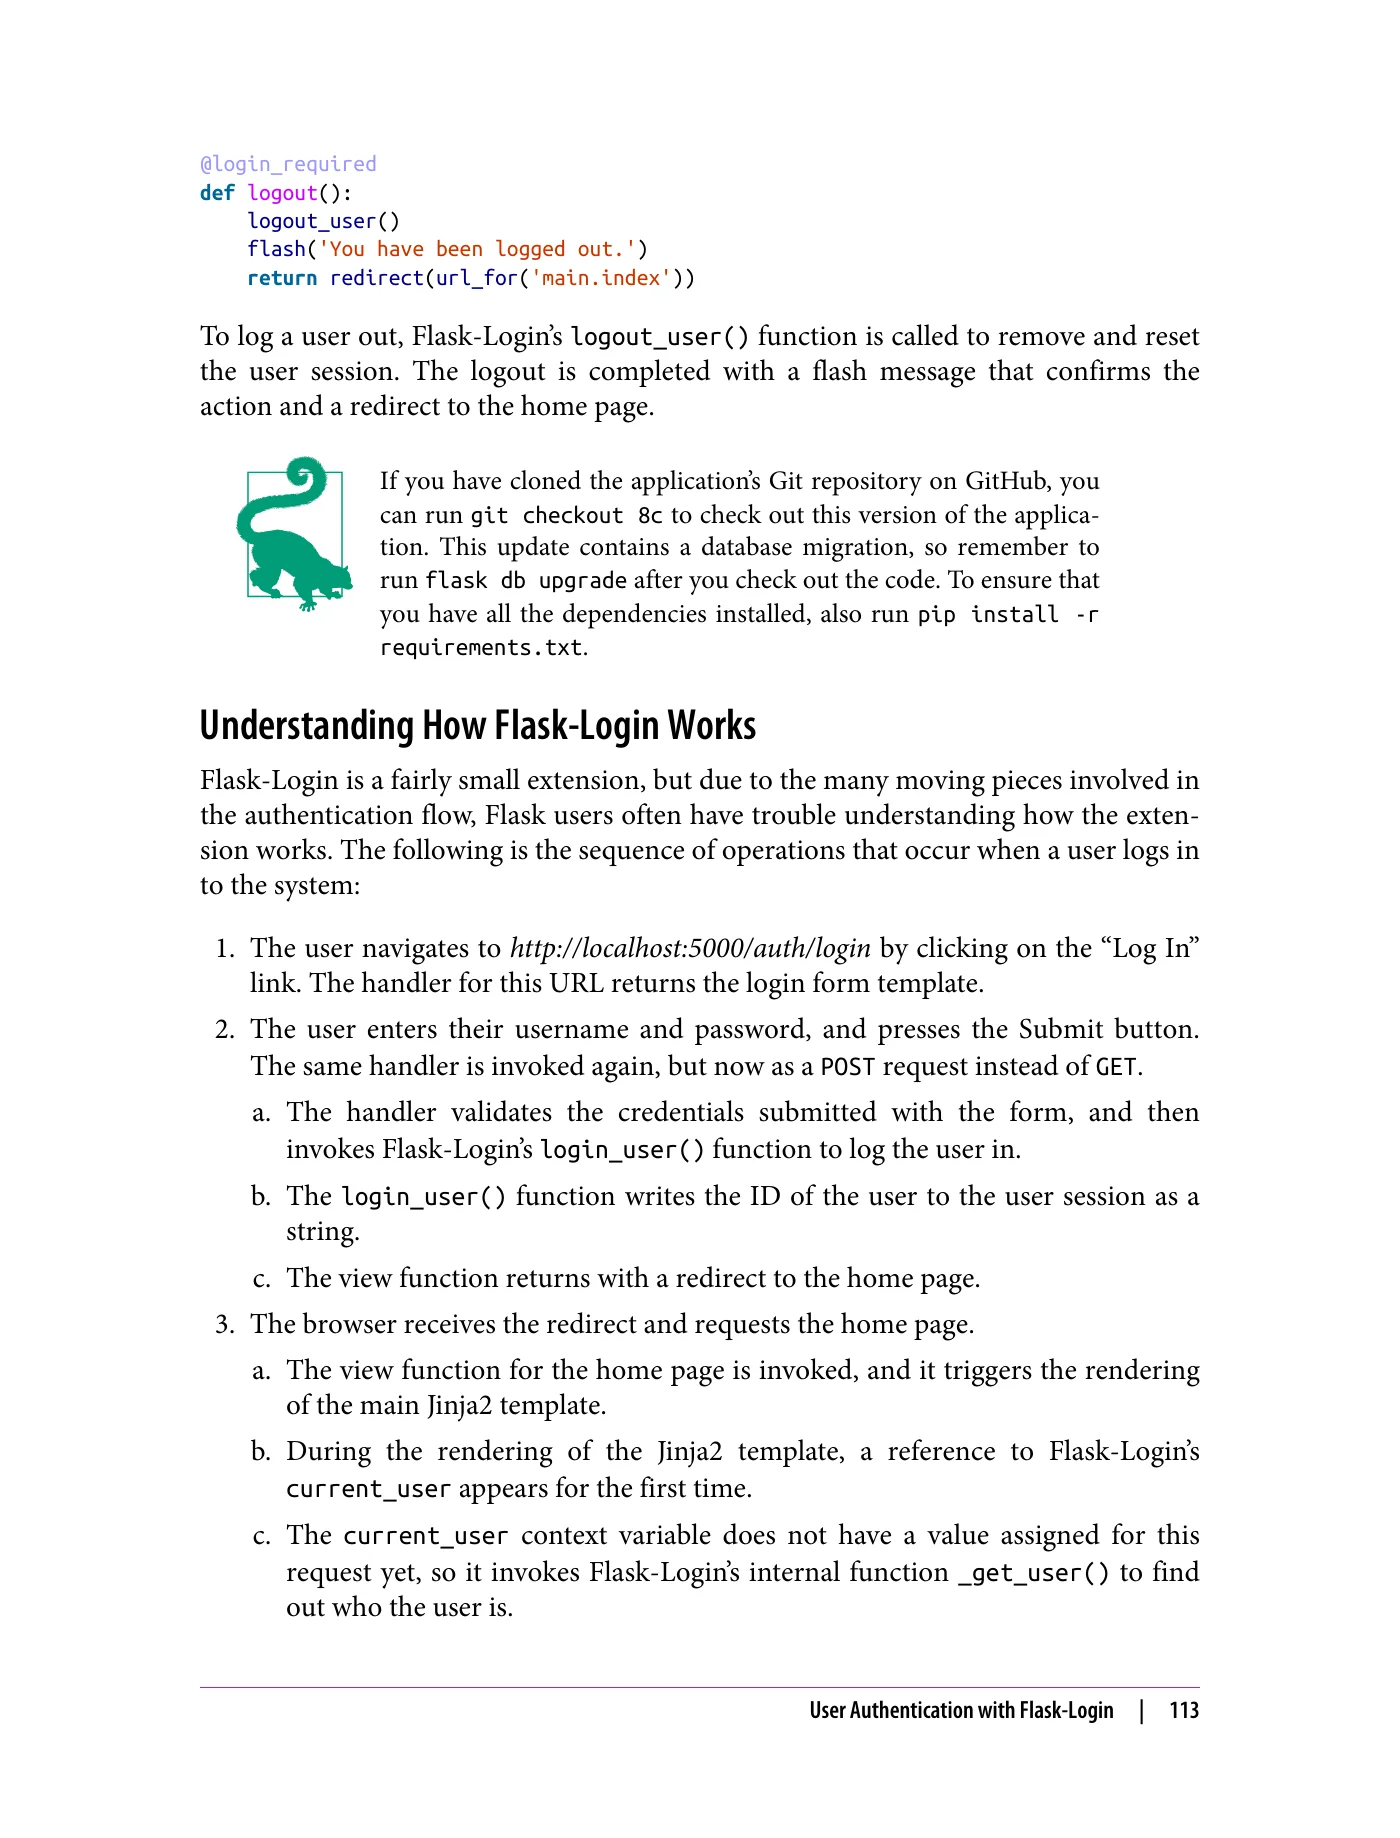 @login_required
def logout():
    logout_user()
    flash('You have been logged out.')
    return redirect(url_for('main.index'))
To log a user out, Flask-Login’s logout_user() function is called to remove and reset
the user session. The logout is completed with a flash message that confirms the
action and a redirect to the home page.
If you have cloned the application’s Git repository on GitHub, you
can run git checkout 8c to check out this version of the applica-
tion. This update contains a database migration, so remember to
run flask db upgrade after you check out the code. To ensure that
you have all the dependencies installed, also run pip install -r
requirements.txt.
Understanding How Flask-Login Works
Flask-Login is a fairly small extension, but due to the many moving pieces involved in
the authentication flow, Flask users often have trouble understanding how the exten-
sion works. The following is the sequence of operations that occur when a user logs in
to the system:
1. The user navigates to http://localhost:5000/auth/login by clicking on the “Log In”
link. The handler for this URL returns the login form template.
2. The user enters their username and password, and presses the Submit button.
The same handler is invoked again, but now as a POST request instead of GET.
a. The handler validates the credentials submitted with the form, and then
invokes Flask-Login’s login_user() function to log the user in.
b. The login_user() function writes the ID of the user to the user session as a
string.
c. The view function returns with a redirect to the home page.
3. The browser receives the redirect and requests the home page.
a. The view function for the home page is invoked, and it triggers the rendering
of the main Jinja2 template.
b. During the rendering of the Jinja2 template, a reference to Flask-Login’s
current_user appears for the first time.
c. The current_user context variable does not have a value assigned for this
request yet, so it invokes Flask-Login’s internal function _get_user() to find
out who the user is.
User Authentication with Flask-Login | 113